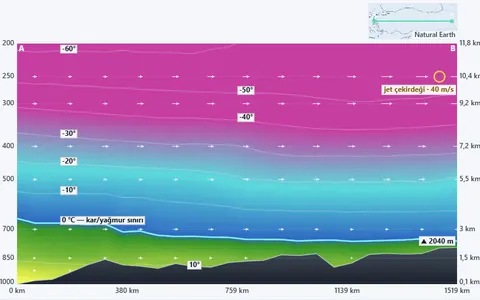 Natural Earth
200
A
-60°
B
11,8 km
250
10,4 km
-50°
jet çekirdeği · 40 m/s
300
9,2 km
-40°
-30°
400
7,2 km
-20°
500
5,5 km
-10°
0 °C — kar/yağmur sınırı
700
3 km
▲ 2040 m
850
10°
1,5 km
1000
0,1 km
0 km
380 km
759 km
1139 km
1519 km